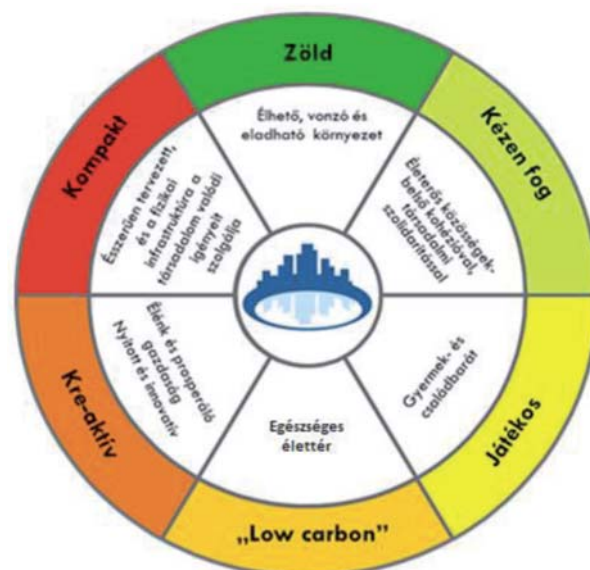 Zöld
Élhető, vonzó és
eladható környezet
Kézen fog
Életerős közösségek-
belső kohézióval,
társadalmi
szolidaritással
Játékos
Gyermek- és
családbarát
„Low carbon”
Egészséges
élettér
Kre-aktív
Élénk és prosperáló
gazdaság
Nyitott és innovatív
Kompakt
Ésszerűen tervezett,
és a fizikai
infrastruktúra a
társadalom valódi
igényeit
szolgálja